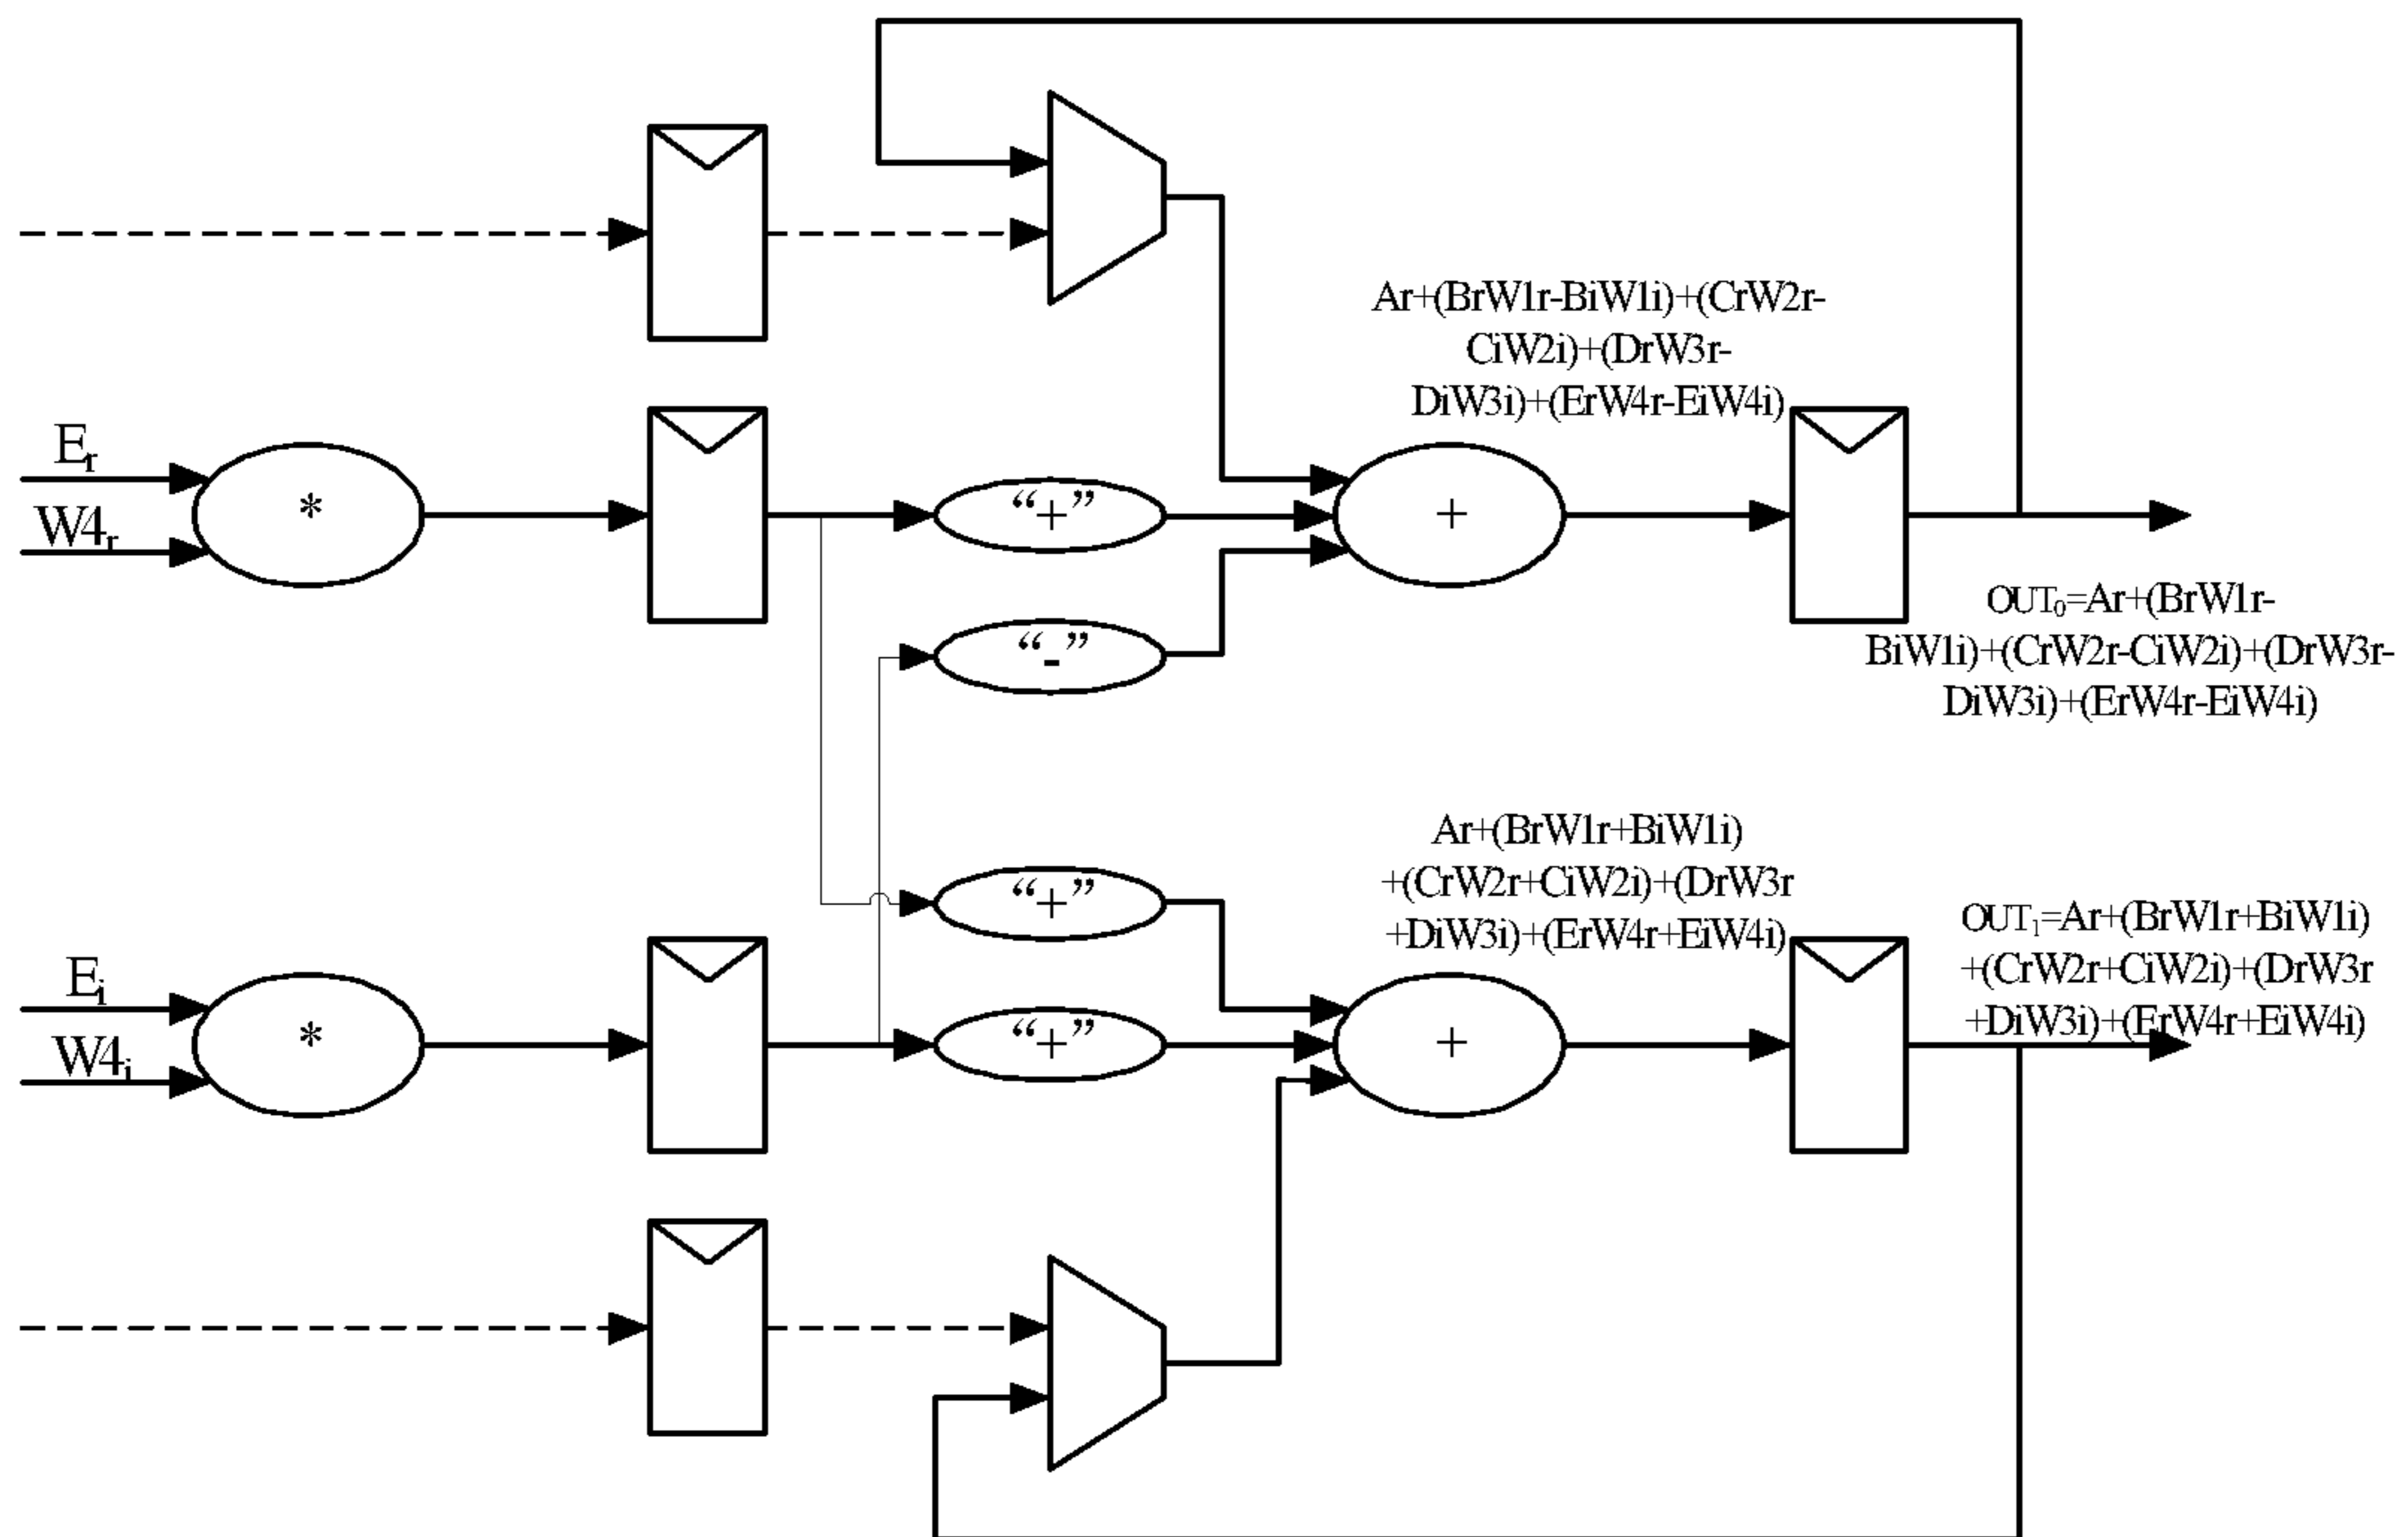 Ar+(BrW1r-BiW1i)+(CrW2r-
CiW2i)+(DrW3r-
DiW3i)+(ErW4r-EiW4i)
Er
W4r
*
“+”
+
“-”
OUT0=Ar+(BrW1r-
BiW1i)+(CrW2r-CiW2i)+(DrW3r-
DiW3i)+(ErW4r-EiW4i)
Ar+(BrW1r+BiW1i)
+(CrW2r+CiW2i)+(DrW3r
+DiW3i)+(ErW4r+EiW4i)
“+”
OUT1=Ar+(BrW1r+BiW1i)
+(CrW2r+CiW2i)+(DrW3r
+DiW3i)+(ErW4r+EiW4i)
Ei
W4i
*
“+”
+